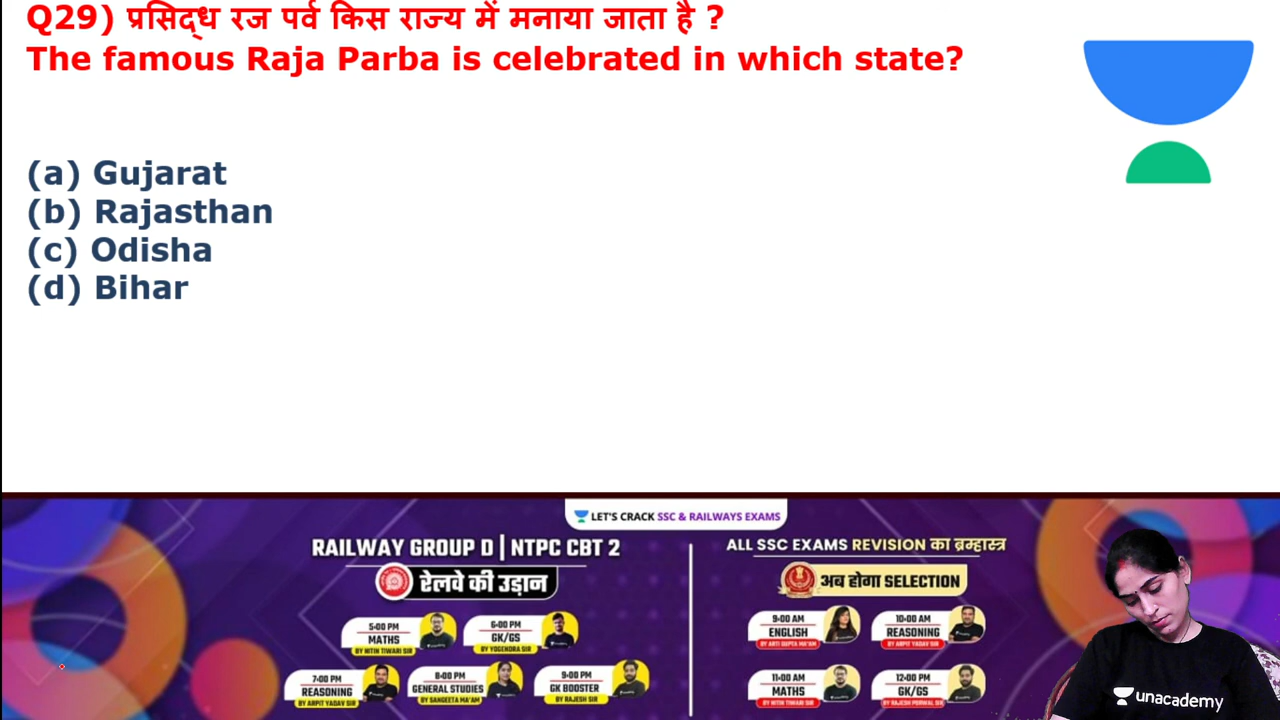 Q29) प्रसिद्ध रज पर्व किस राज्य में मनाया जाता है ?
The famous Raja Parba is celebrated in which state?
(a) Gujarat
(b) Rajasthan
(c) Odisha
(d) Bihar
LET'S CRACK SSC & RAILWAYS EXAMS
RAILWAY GROUP D | NTPC CBT 2
रेलवे की उड़ान
5:00 PM
MATHS
BY NITIN TIWARI SIR
6:00 PM
GK/GS
BY YOGENDRA SIR
7:00 PM
REASONING
BY ARPIT YADAV SIR
8:00 PM
GENERAL STUDIES
BY SANGEETA MA'AM
9:00 PM
GK BOOSTER
BY RAJESH SIR
ALL SSC EXAMS REVISION का ब्रम्हास्त्र
अब होगा SELECTION
9:00 AM
ENGLISH
BY ARTI GUPTA MA'AM
10:00 AM
REASONING
BY ARPIT YADAV SIR
11:00 AM
MATHS
BY NITIN TIWARI SIR
12:00 PM
GK/GS
BY RAJESH PORWAL SIR
unacademy